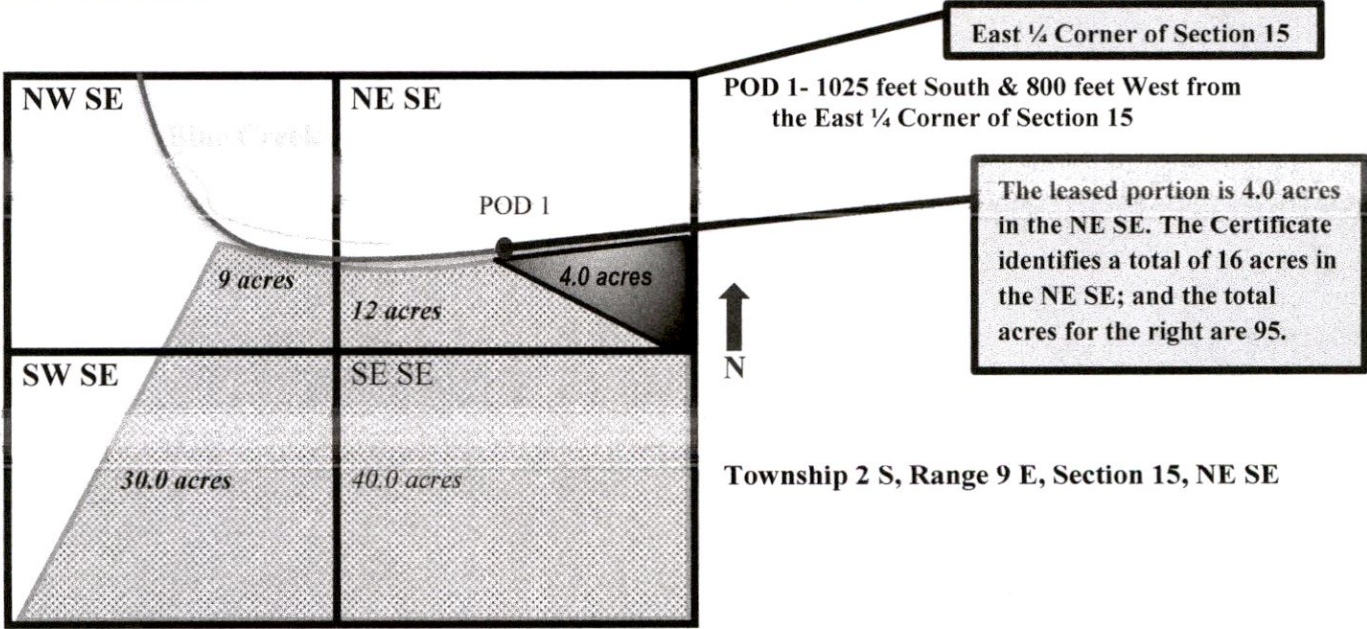 East ¼ Corner of Section 15
NW SE
NE SE
POD 1- 1025 feet South & 800 feet West from
the East ¼ Corner of Section 15
Blue Creek
POD 1
The leased portion is 4.0 acres
in the NE SE. The Certificate
identifies a total of 16 acres in
the NE SE; and the total
acres for the right are 95.
9 acres
4.0 acres
12 acres
N
SW SE
SE SE
30.0 acres
40.0 acres
Township 2 S, Range 9 E, Section 15, NE SE